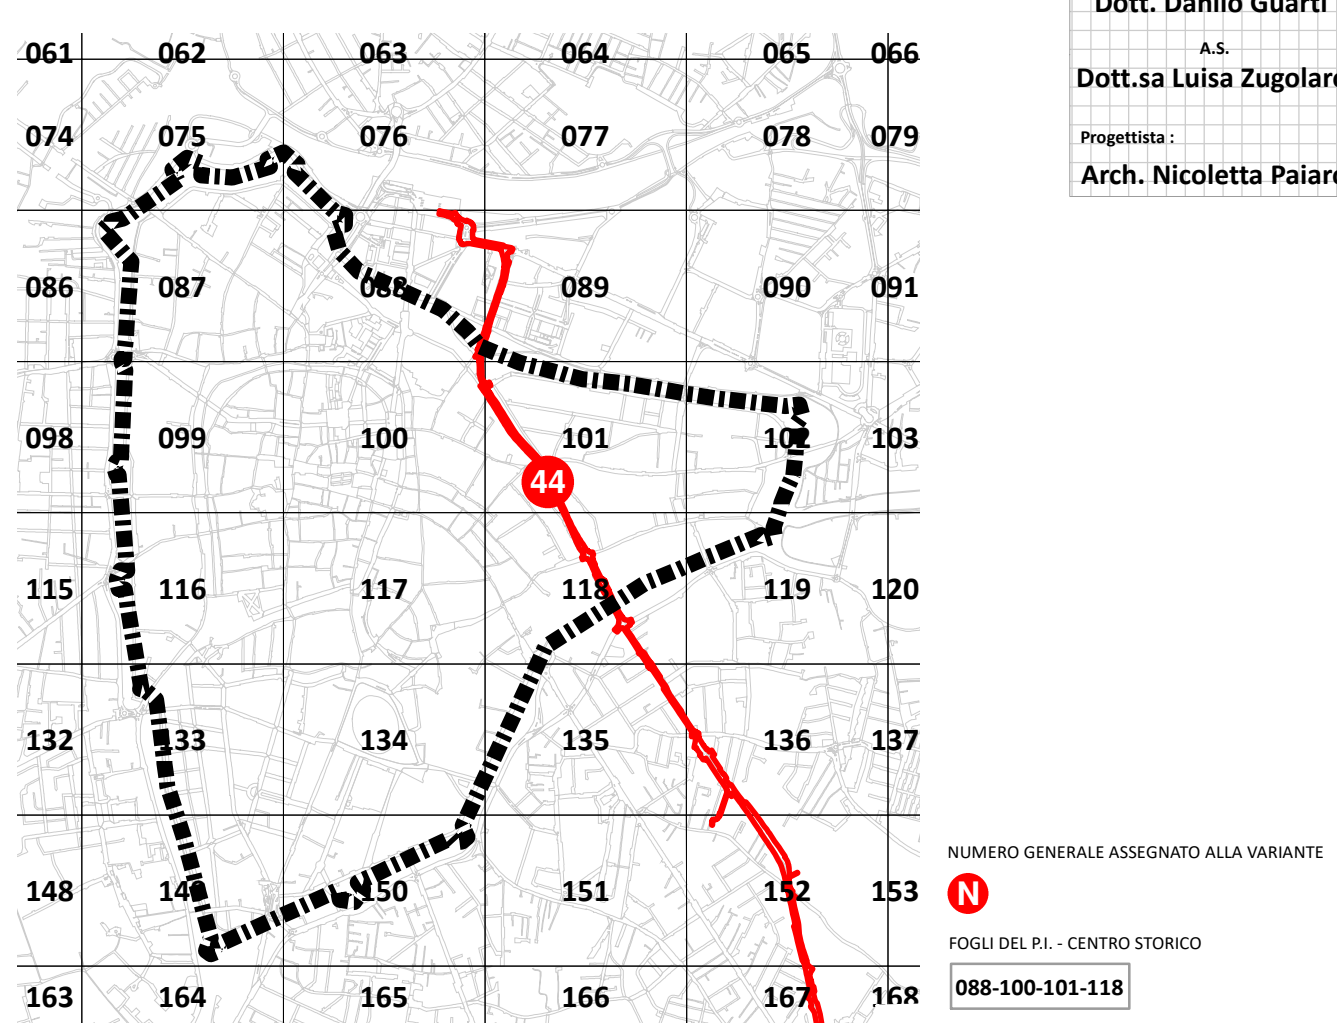 Dott. Danilo Guarti
A.S.
Dott.sa Luisa Zugolaro
Progettista :
Arch. Nicoletta Paiaro
061 062 063 064 065 066
074 075 076 077 078 079
086 087 088 089 090 091
098 099 100 101 102 103
44
115 116 117 118 119 120
132 133 134 135 136 137
148 149 150 151 152 153
163 164 165 166 167 168
NUMERO GENERALE ASSEGNATO ALLA VARIANTE
N
FOGLI DEL P.I. - CENTRO STORICO
088-100-101-118